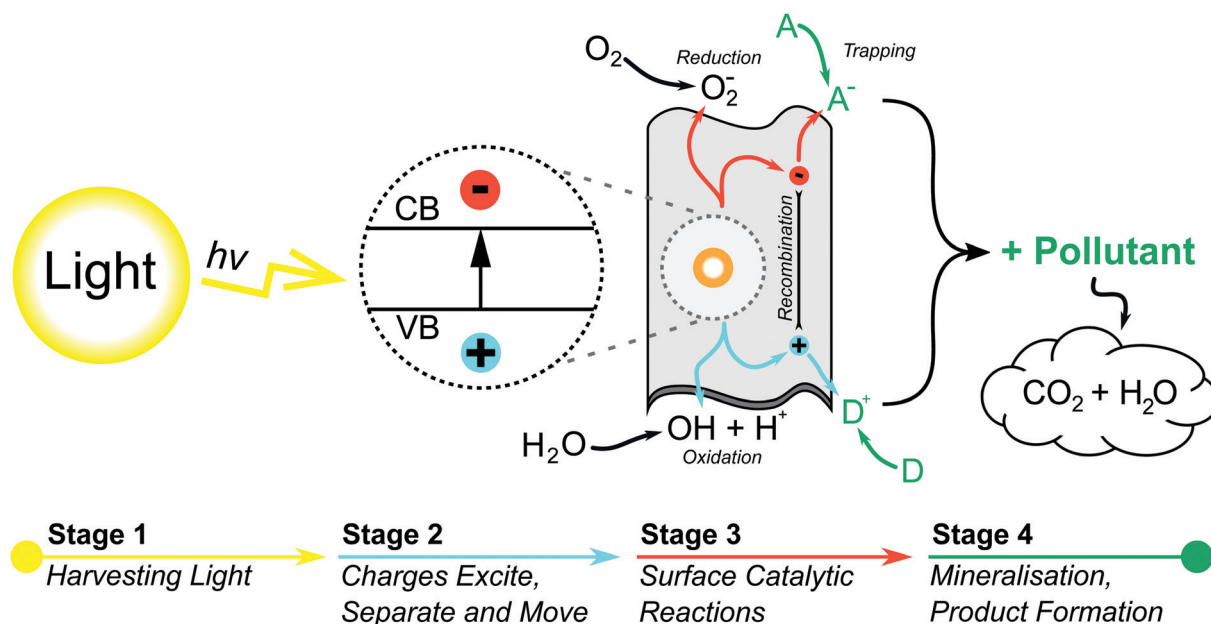 Light
hv
CB
-
VB
+
O₂
Reduction
O₂⁻
A
Trapping
A⁻
-
Recombination
+
H₂O
OH + H⁺
Oxidation
D⁺
D
+ Pollutant
CO₂ + H₂O
Stage 1
Harvesting Light
Stage 2
Charges Excite,
Separate and Move
Stage 3
Surface Catalytic
Reactions
Stage 4
Mineralisation,
Product Formation